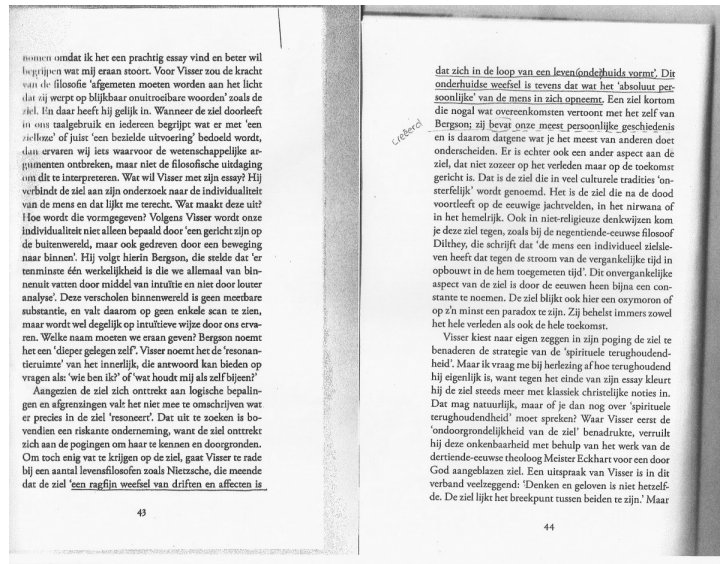 nomen omdat ik het een prachtig essay vind en beter wil
begrijpen wat mij eraan stoort. Voor Visser zou de kracht
van de filosofie 'afgemeten moeten worden aan het licht
dat zij werpt op blijkbaar onuitroeibare woorden' zoals de
ziel. En daar heeft hij gelijk in. Wanneer de ziel doorleeft
in ons taalgebruik en iedereen begrijpt wat er met 'een
zielloze' of juist 'een bezielde uitvoering' bedoeld wordt,
dan ervaren wij iets waarvoor de wetenschappelijke ar-
gumenten ontbreken, maar niet de filosofische uitdaging
om dit te interpreteren. Wat wil Visser met zijn essay? Hij
verbindt de ziel aan zijn onderzoek naar de individualiteit
van de mens en dat lijkt me terecht. Wat maakt deze uit?
Hoe wordt die vormgegeven? Volgens Visser wordt onze
individualiteit niet alleen bepaald door 'een gericht zijn op
de buitenwereld, maar ook gedreven door een beweging
naar binnen'. Hij volgt hierin Bergson, die stelde dat 'er
tenminste één werkelijkheid is die we allemaal van bin-
nenuit vatten door middel van intuïtie en niet door louter
analyse'. Deze verscholen binnenwereld is geen meetbare
substantie, en valt daarom op geen enkele scan te zien,
maar wordt wel degelijk op intuïtieve wijze door ons erva-
ren. Welke naam moeten we eraan geven? Bergson noemt
het een 'dieper gelegen zelf'. Visser noemt het de 'resonan-
tieruimte' van het innerlijk, die antwoord kan bieden op
vragen als: 'wie ben ik?' of 'wat houdt mij als zelf bijeen?'
Aangezien de ziel zich onttrekt aan logische bepalin-
gen en afgrenzingen valt het niet mee te omschrijven wat
er precies in de ziel 'resoneert'. Dat uit te zoeken is bo-
vendien een riskante onderneming, want de ziel onttrekt
zich aan de pogingen om haar te kennen en doorgronden.
Om toch enig vat te krijgen op de ziel, gaat Visser te rade
bij een aantal levensfilosofen zoals Nietzsche, die meende
dat de ziel 'een ragfijn weefsel van driften en affecten is
43
dat zich in de loop van een leven onderhuids vormt'. Dit
onderhuidse weefsel is tevens dat wat het 'absoluut per-
soonlijke' van de mens in zich opneemt. Een ziel kortom
die nogal wat overeenkomsten vertoont met het zelf van
Bergson; zij bevat onze meest persoonlijke geschiedenis
creëerd
en is daarom datgene wat je het meest van anderen doet
onderscheiden. Er is echter ook een ander aspect aan de
ziel, dat niet zozeer op het verleden maar op de toekomst
gericht is. Dat is de ziel die in veel culturele tradities 'on-
sterfelijk' wordt genoemd. Het is de ziel die na de dood
voortleeft op de eeuwige jachtvelden, in het nirwana of
in het hemelrijk. Ook in niet-religieuze denkwijzen kom
je deze ziel tegen, zoals bij de negentiende-eeuwse filosoof
Dilthey, die schrijft dat 'de mens een individueel zielsle-
ven heeft dat tegen de stroom van de vergankelijke tijd in
opbouwt in de hem toegemeten tijd'. Dit onvergankelijke
aspect van de ziel is door de eeuwen heen bijna een con-
stante te noemen. De ziel blijkt ook hier een oxymoron of
op z'n minst een paradox te zijn. Zij behelst immers zowel
het hele verleden als ook de hele toekomst.
Visser kiest naar eigen zeggen in zijn poging de ziel te
benaderen de strategie van de 'spirituele terughoudend-
heid'. Maar ik vraag me bij herlezing af hoe terughoudend
hij eigenlijk is, want tegen het einde van zijn essay kleurt
hij de ziel steeds meer met klassiek christelijke noties in.
Dat mag natuurlijk, maar of je dan nog over 'spirituele
terughoudendheid' moet spreken? Waar Visser eerst de
'ondoorgrondelijkheid van de ziel' benadrukte, verruilt
hij deze onkenbaarheid met behulp van het werk van de
dertiende-eeuwse theoloog Meister Eckhart voor een door
God aangeblazen ziel. Een uitspraak van Visser is in dit
verband veelzeggend: 'Denken en geloven is niet hetzelf-
de. De ziel lijkt het breekpunt tussen beiden te zijn.' Maar
44